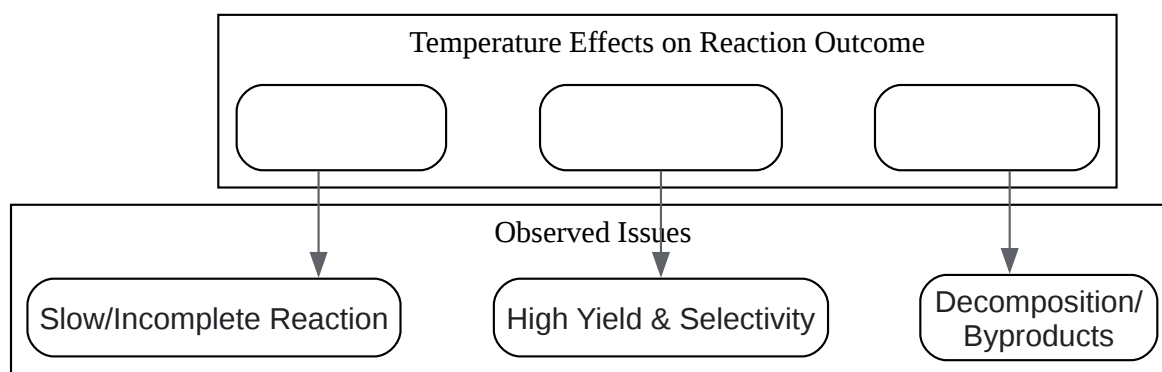 Temperature Effects on Reaction Outcome
Observed Issues
Slow/Incomplete Reaction
High Yield & Selectivity
Decomposition/
Byproducts